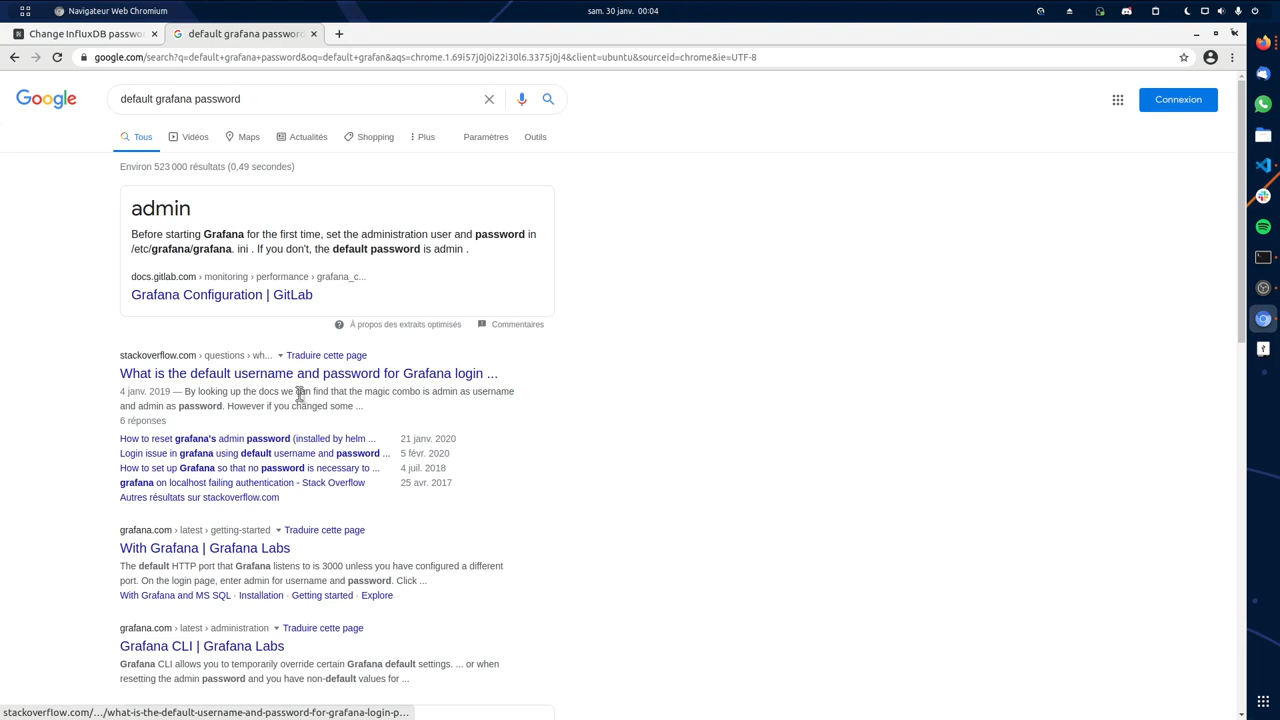 Navigateur Web Chromium
sam. 30 janv. 00:04
Change InfluxDB passwo
default grafana password
google.com/search?q=default+grafana+password&oq=default+grafan&aqs=chrome.1.69i57j0j0i22i30l6.3375j0j4&client=ubuntu&sourceid=chrome&ie=UTF-8
Google
default grafana password
Connexion
Tous
Vidéos
Maps
Actualités
Shopping
Plus
Paramètres
Outils
Environ 523 000 résultats (0,49 secondes)
admin
Before starting Grafana for the first time, set the administration user and password in
/etc/grafana/grafana. ini . If you don't, the default password is admin .
docs.gitlab.com › monitoring › performance › grafana_c...
Grafana Configuration | GitLab
À propos des extraits optimisés
Commentaires
stackoverflow.com › questions › wh... Traduire cette page
What is the default username and password for Grafana login ...
4 janv. 2019 — By looking up the docs we can find that the magic combo is admin as username
and admin as password. However if you changed some ...
6 réponses
How to reset grafana's admin password (installed by helm ... 21 janv. 2020
Login issue in grafana using default username and password ... 5 févr. 2020
How to set up Grafana so that no password is necessary to ... 4 juil. 2018
grafana on localhost failing authentication - Stack Overflow 25 avr. 2017
Autres résultats sur stackoverflow.com
grafana.com › latest › getting-started Traduire cette page
With Grafana | Grafana Labs
The default HTTP port that Grafana listens to is 3000 unless you have configured a different
port. On the login page, enter admin for username and password. Click ...
With Grafana and MS SQL · Installation · Getting started · Explore
grafana.com › latest › administration Traduire cette page
Grafana CLI | Grafana Labs
Grafana CLI allows you to temporarily override certain Grafana default settings. ... or when
resetting the admin password and you have non-default values for ...
stackoverflow.com/.../what-is-the-default-username-and-password-for-grafana-login-p...